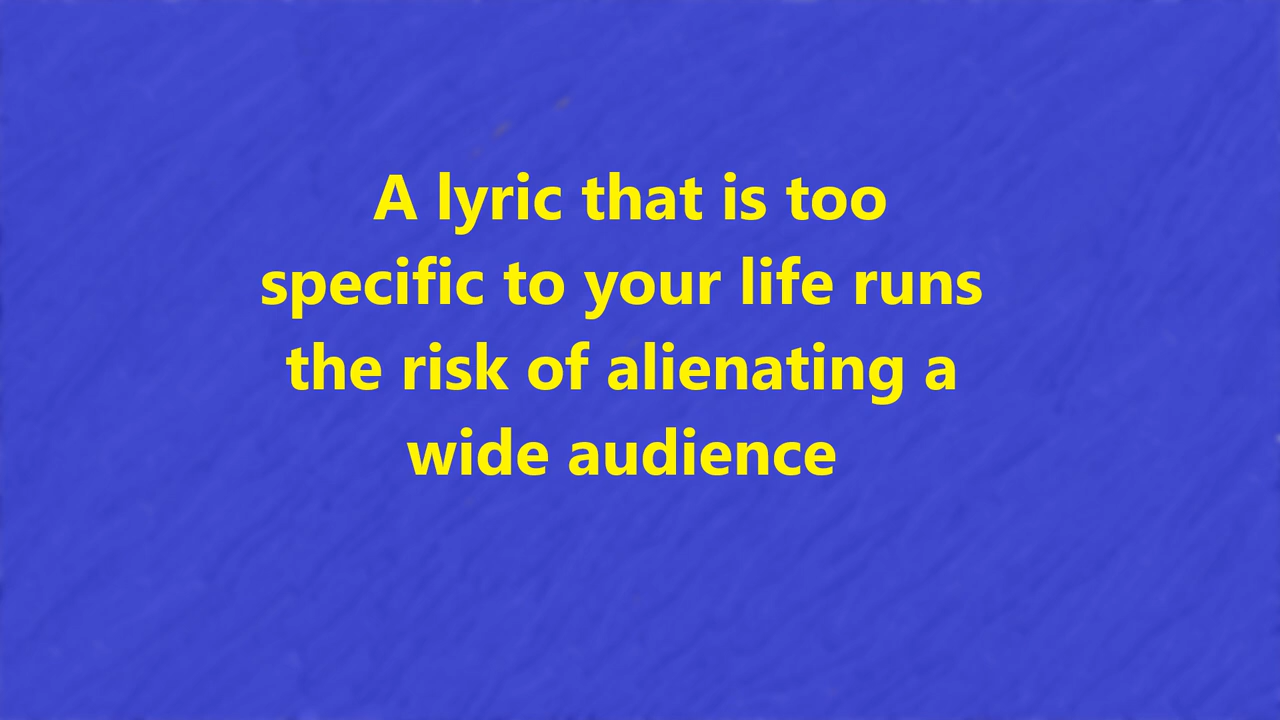 A lyric that is too
specific to your life runs
the risk of alienating a
wide audience